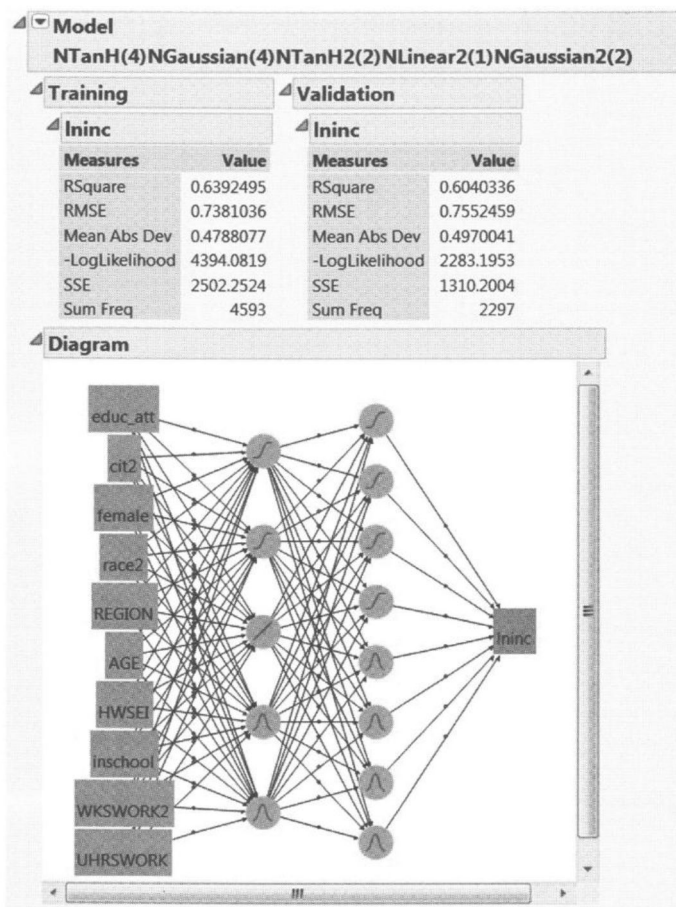 Model
NTanH(4)NGaussian(4)NTanH2(2)NLinear2(1)NGaussian2(2)
Training
lninc
Measures Value
RSquare 0.6392495
RMSE 0.7381036
Mean Abs Dev 0.4788077
-LogLikelihood 4394.0819
SSE 2502.2524
Sum Freq 4593
Validation
lninc
Measures Value
RSquare 0.6040336
RMSE 0.7552459
Mean Abs Dev 0.4970041
-LogLikelihood 2283.1953
SSE 1310.2004
Sum Freq 2297
Diagram
educ_att
cit2
female
race2
REGION
AGE
HWSEI
inschool
WKSWORK2
UHRSWORK
lninc